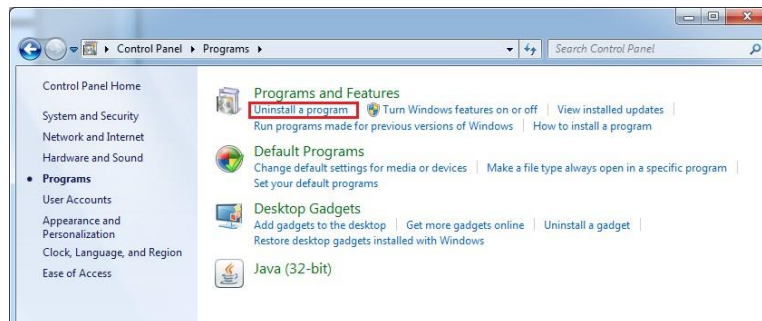 Control Panel ▸ Programs ▸
Search Control Panel
Control Panel Home
System and Security
Network and Internet
Hardware and Sound
• Programs
User Accounts
Appearance and
Personalization
Clock, Language, and Region
Ease of Access
Programs and Features
Uninstall a program Turn Windows features on or off View installed updates
Run programs made for previous versions of Windows How to install a program
Default Programs
Change default settings for media or devices Make a file type always open in a specific program
Set your default programs
Desktop Gadgets
Add gadgets to the desktop Get more gadgets online Uninstall a gadget
Restore desktop gadgets installed with Windows
Java (32-bit)